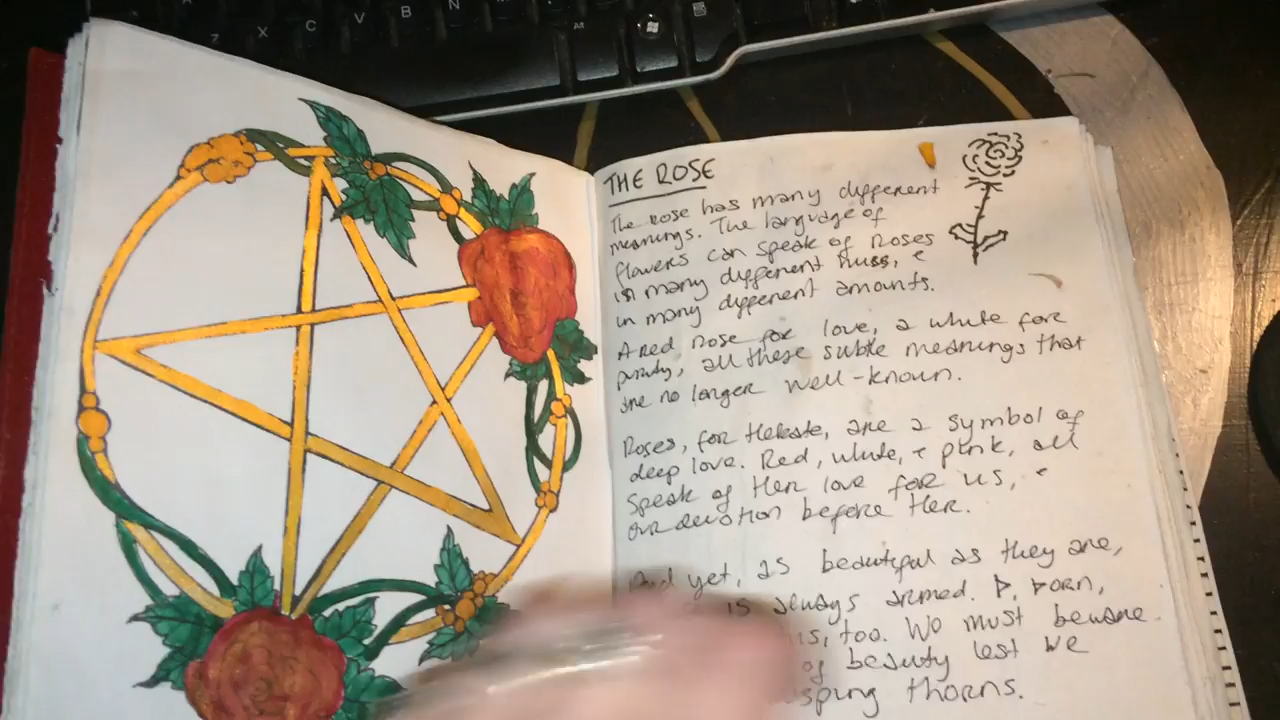 Z X C V B N
Alt
THE ROSE
The Rose has many different
meanings. The language of
flowers can speak of Roses
in many different hues, &
in many different amounts.
A red Rose for love, a white for
purity, all these subtle meanings that
are no longer well-known.
Roses, for Hekate, are a symbol of
deep love. Red, white, & pink, all
speak of Her love for us, &
our devotion before Her.
And yet, as beautiful as they are,
is always armed. Þ, Þorn,
us, too. We must beware
of beauty lest we
thorns.